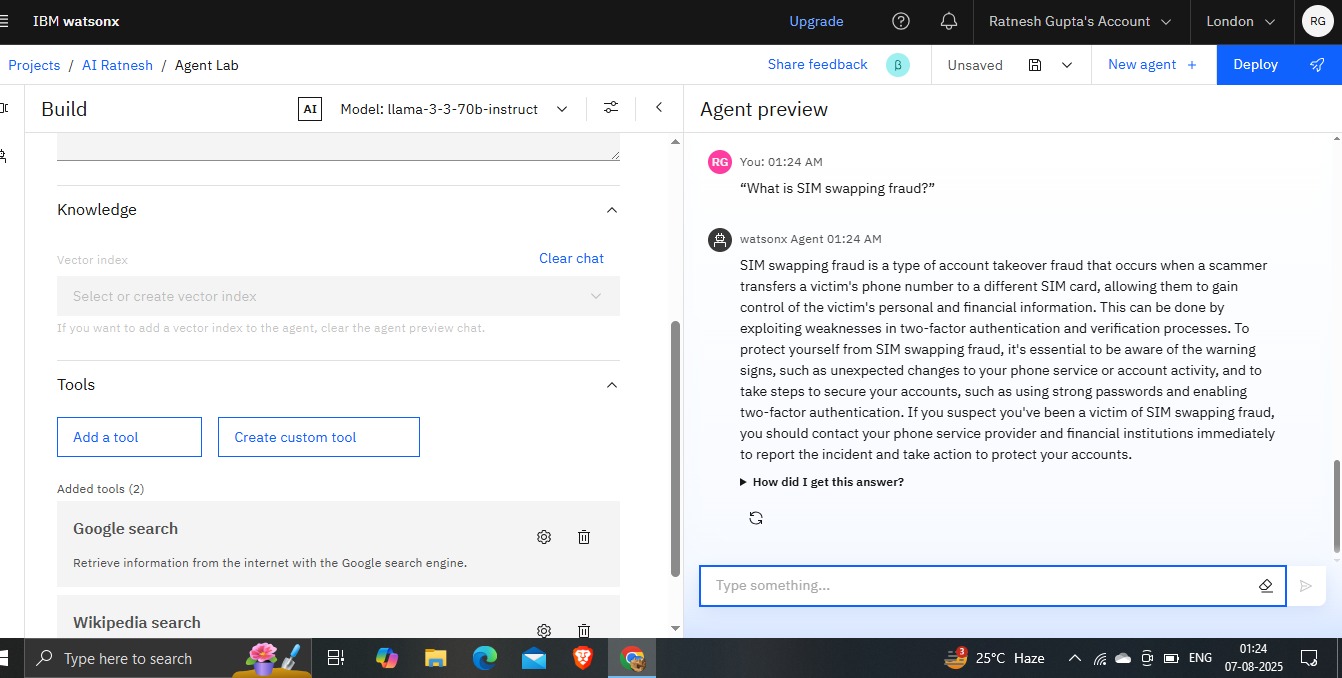 IBM watsonx
Upgrade
Ratnesh Gupta's Account
London
RG
Projects / AI Ratnesh / Agent Lab
Share feedback
β
Unsaved
New agent +
Deploy
Build
AI
Model: llama-3-3-70b-instruct
Agent preview
Knowledge
Vector index
Clear chat
Select or create vector index
If you want to add a vector index to the agent, clear the agent preview chat.
Tools
Add a tool
Create custom tool
Added tools (2)
Google search
Retrieve information from the internet with the Google search engine.
Wikipedia search
RG
You: 01:24 AM
“What is SIM swapping fraud?”
watsonx Agent 01:24 AM
SIM swapping fraud is a type of account takeover fraud that occurs when a scammer
transfers a victim's phone number to a different SIM card, allowing them to gain
control of the victim's personal and financial information. This can be done by
exploiting weaknesses in two-factor authentication and verification processes. To
protect yourself from SIM swapping fraud, it's essential to be aware of the warning
signs, such as unexpected changes to your phone service or account activity, and to
take steps to secure your accounts, such as using strong passwords and enabling
two-factor authentication. If you suspect you've been a victim of SIM swapping fraud,
you should contact your phone service provider and financial institutions immediately
to report the incident and take action to protect your accounts.
How did I get this answer?
Type something...
Type here to search
3
25°C Haze
ENG
01:24
07-08-2025